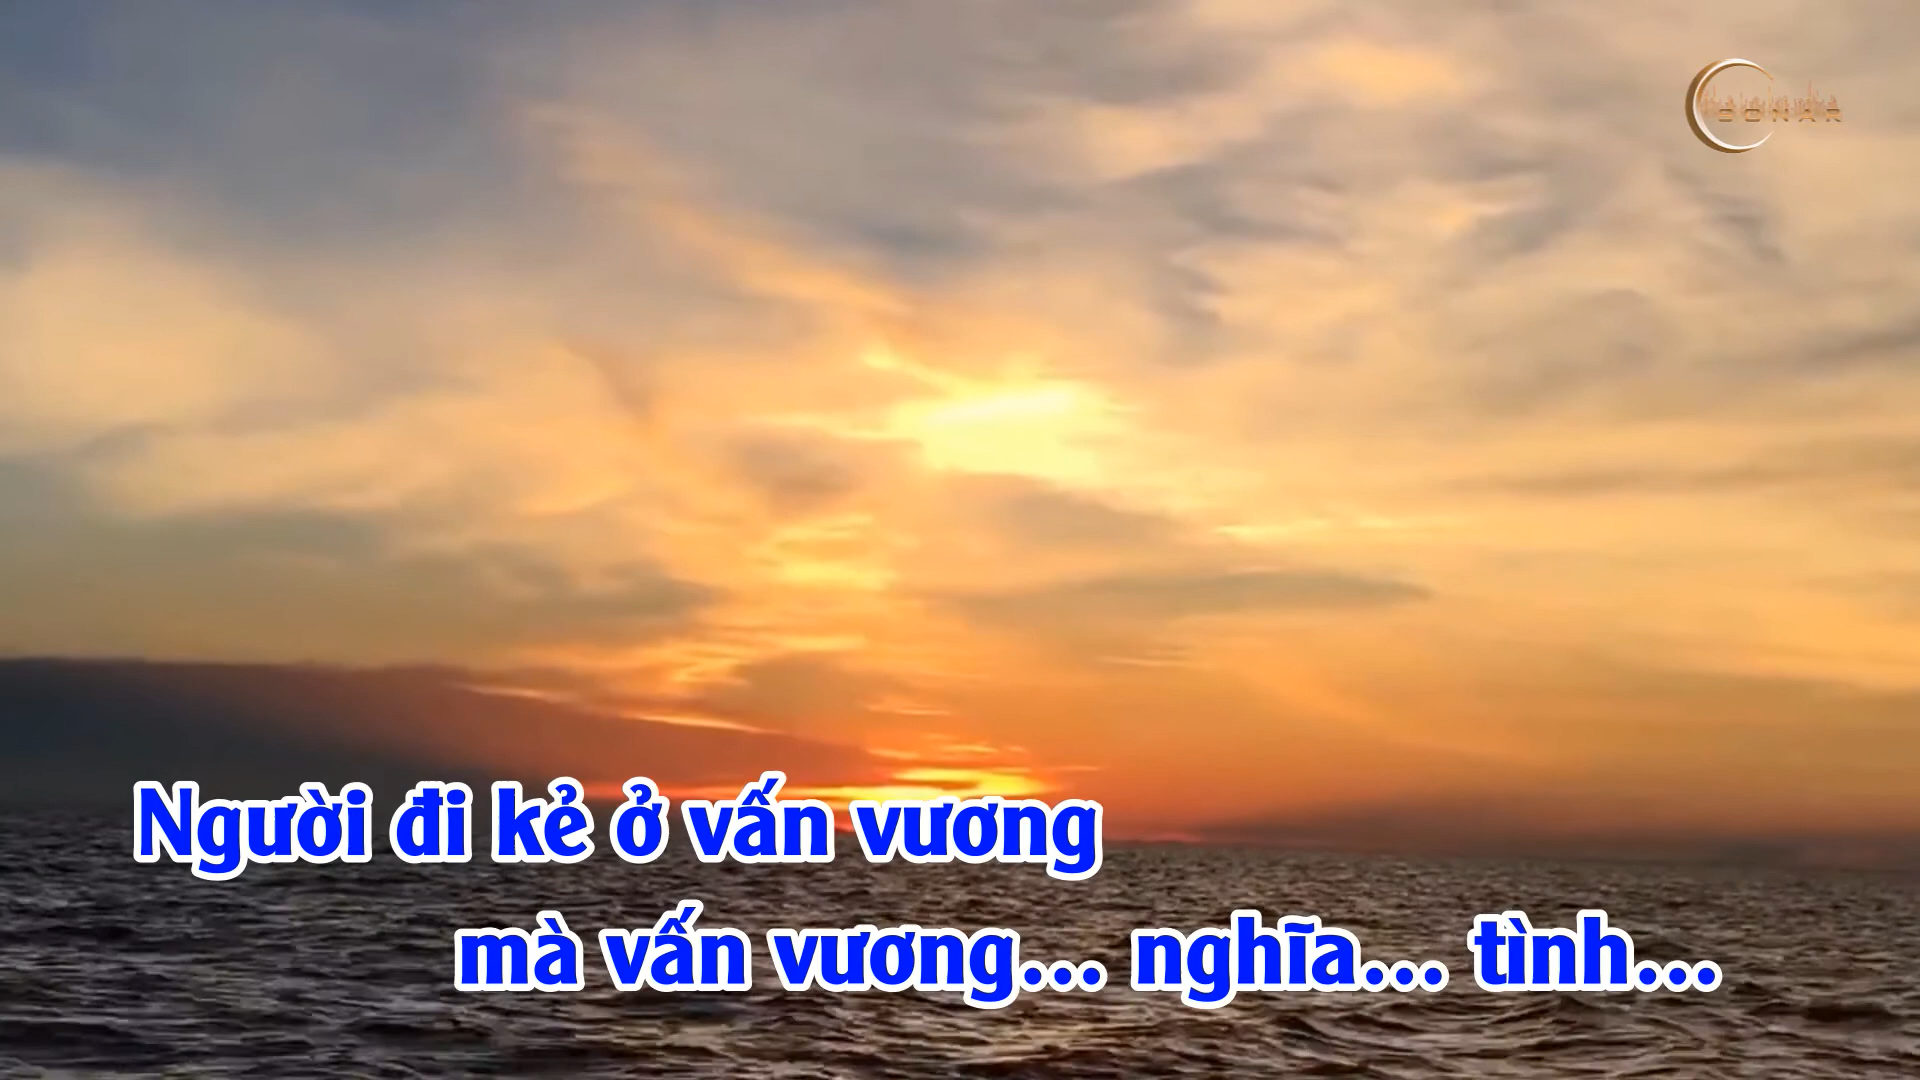 Người đi kẻ ở vấn vương
mà vấn vương... nghĩa... tình...